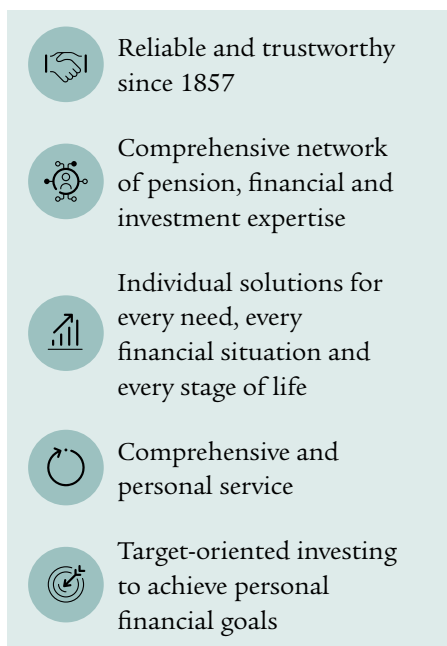 Reliable and trustworthy
since 1857
Comprehensive network
of pension, financial and
investment expertise
Individual solutions for
every need, every
financial situation and
every stage of life
Comprehensive and
personal service
Target-oriented investing
to achieve personal
financial goals